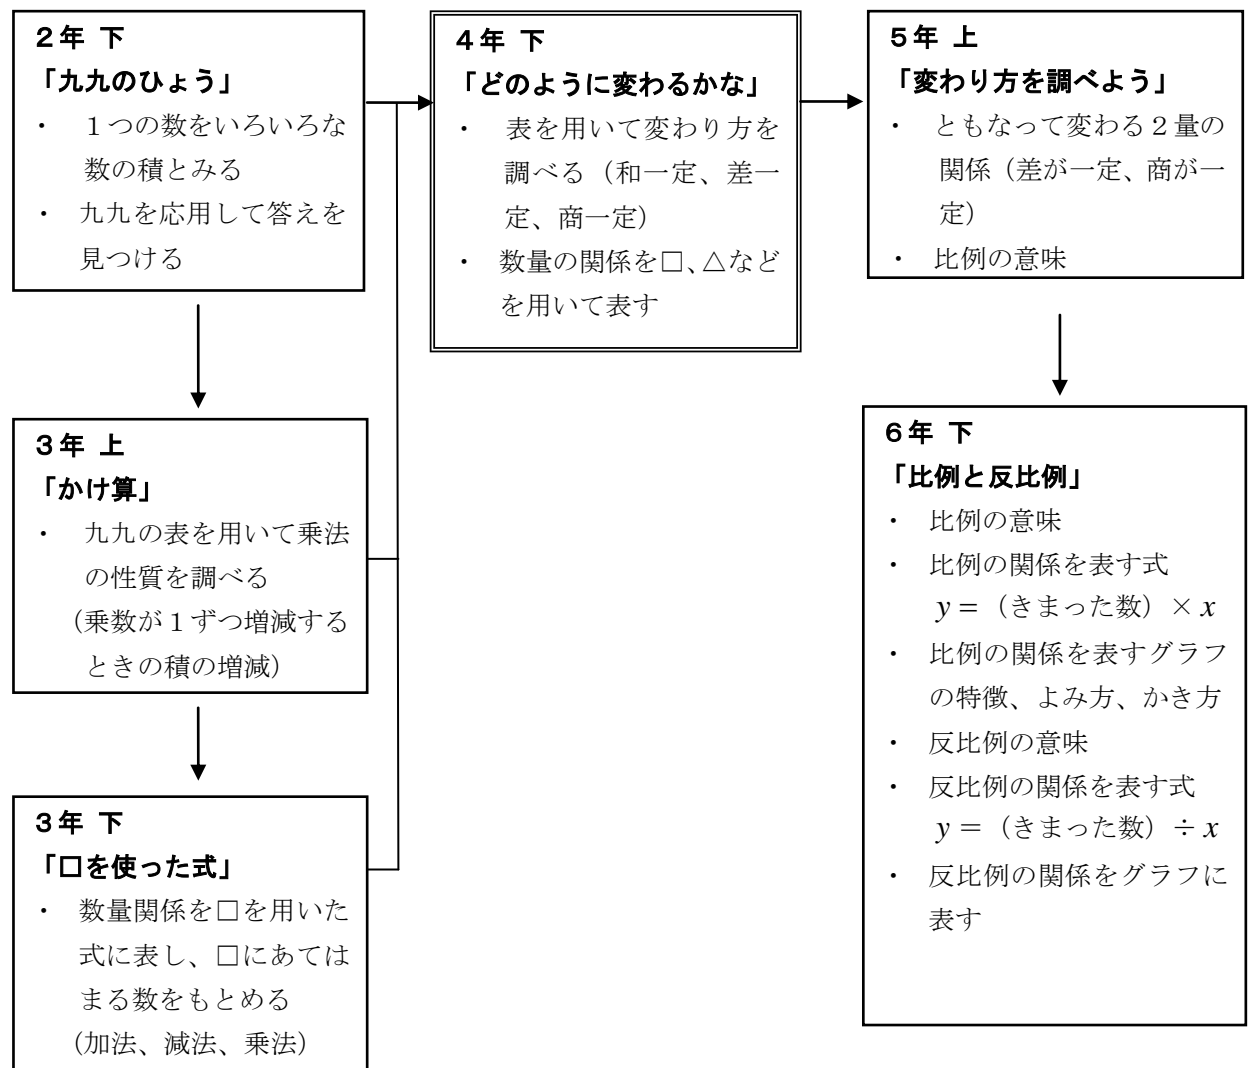 ２年 下
「九九のひょう」
・ １つの数をいろいろな
数の積とみる
・ 九九を応用して答えを
見つける
３年 上
「かけ算」
・ 九九の表を用いて乗法
の性質を調べる
（乗数が１ずつ増減する
ときの積の増減）
３年 下
「□を使った式」
・ 数量関係を□を用いた
式に表し、□にあては
まる数をもとめる
（加法、減法、乗法）
４年 下
「どのように変わるかな」
・ 表を用いて変わり方を
調べる（和一定、差一
定、商一定）
・ 数量の関係を□、△など
を用いて表す
５年 上
「変わり方を調べよう」
・ ともなって変わる２量の
関係（差が一定、商が一
定）
・ 比例の意味
６年 下
「比例と反比例」
・ 比例の意味
・ 比例の関係を表す式
y＝（きまった数）×x
・ 比例の関係を表すグラフ
の特徴、よみ方、かき方
・ 反比例の意味
・ 反比例の関係を表す式
y＝（きまった数）÷x
・ 反比例の関係をグラフに
表す